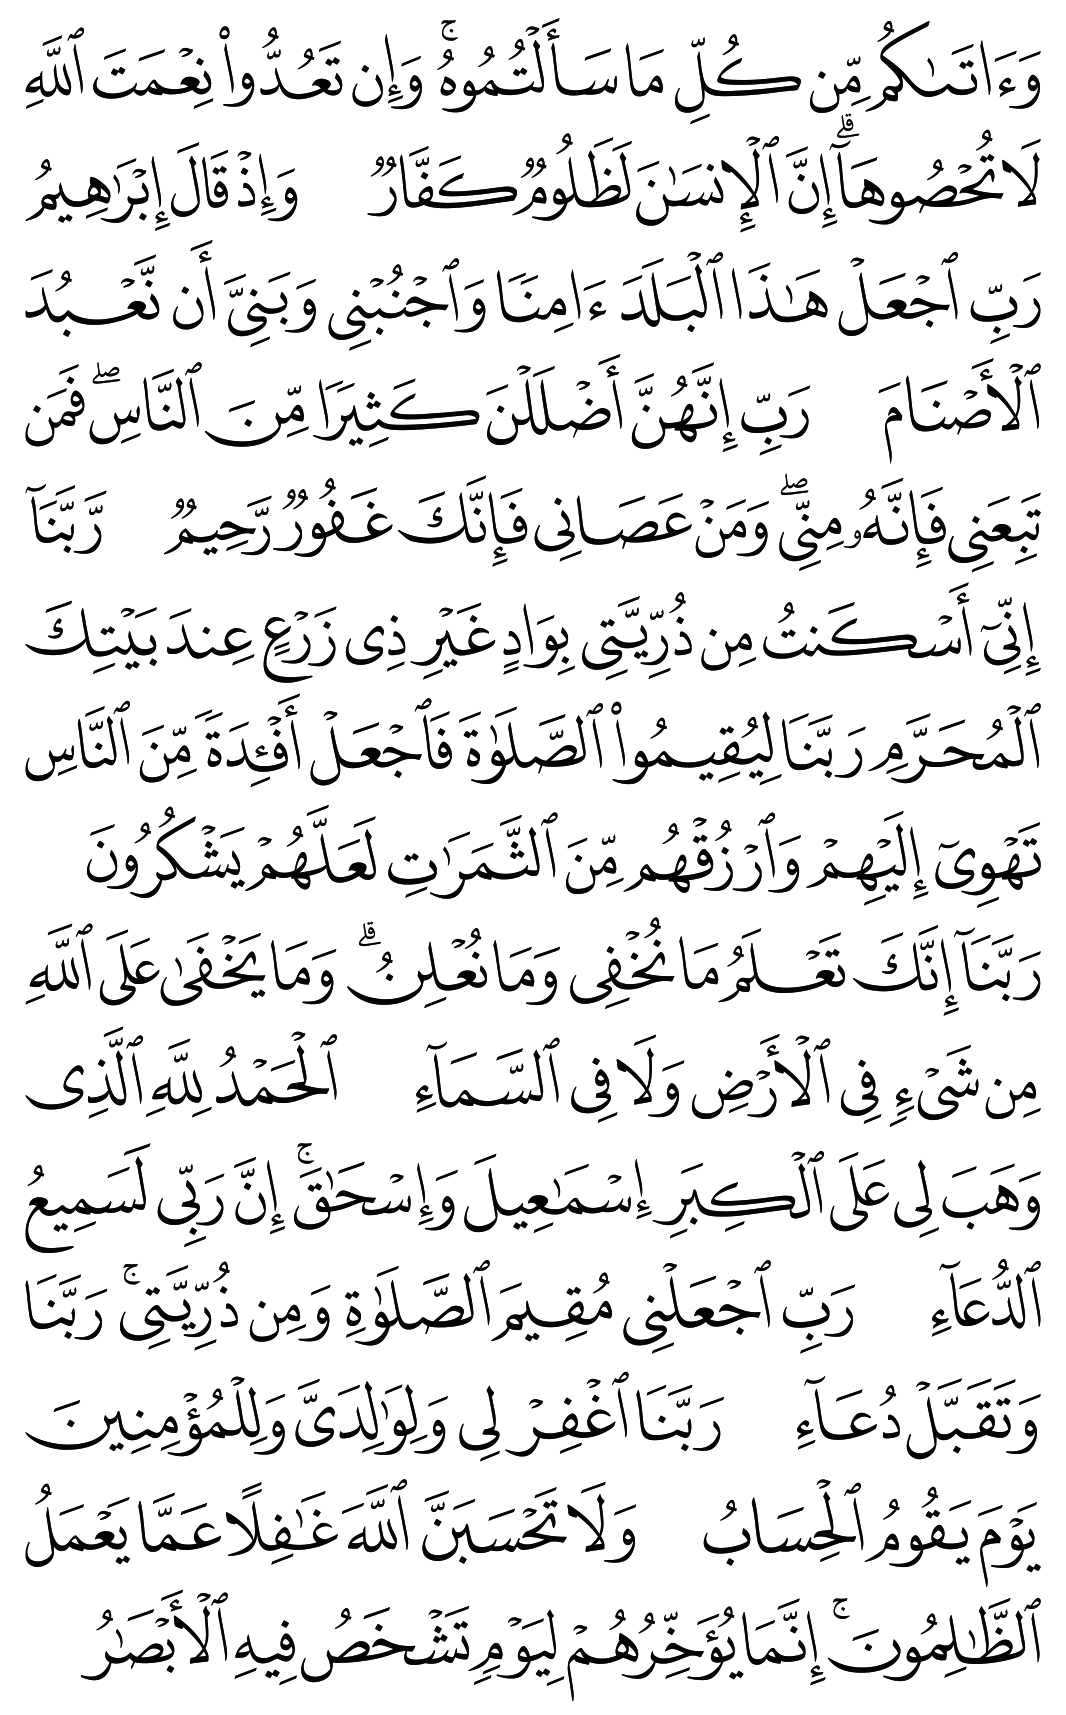 وَءَاتَىٰكُم مِّن كُلِّ مَا سَأَلْتُمُوهُ ۚ وَإِن تَعُدُّوا۟ نِعْمَتَ ٱللَّهِ
لَا تُحْصُوهَآ ۗ إِنَّ ٱلْإِنسَـٰنَ لَظَلُومٌ كَفَّارٌ وَإِذْ قَالَ إِبْرَٰهِيمُ
رَبِّ ٱجْعَلْ هَـٰذَا ٱلْبَلَدَ ءَامِنًا وَٱجْنُبْنِى وَبَنِىَّ أَن نَّعْبُدَ
ٱلْأَصْنَامَ رَبِّ إِنَّهُنَّ أَضْلَلْنَ كَثِيرًا مِّنَ ٱلنَّاسِ ۖ فَمَن
تَبِعَنِى فَإِنَّهُۥ مِنِّى ۖ وَمَنْ عَصَانِى فَإِنَّكَ غَفُورٌ رَّحِيمٌ رَّبَّنَآ
إِنِّىٓ أَسْكَنتُ مِن ذُرِّيَّتِى بِوَادٍ غَيْرِ ذِى زَرْعٍ عِندَ بَيْتِكَ
ٱلْمُحَرَّمِ رَبَّنَا لِيُقِيمُوا۟ ٱلصَّلَوٰةَ فَٱجْعَلْ أَفْـِٔدَةً مِّنَ ٱلنَّاسِ
تَهْوِىٓ إِلَيْهِمْ وَٱرْزُقْهُم مِّنَ ٱلثَّمَرَٰتِ لَعَلَّهُمْ يَشْكُرُونَ
رَبَّنَآ إِنَّكَ تَعْلَمُ مَا نُخْفِى وَمَا نُعْلِنُ ۗ وَمَا يَخْفَىٰ عَلَى ٱللَّهِ
مِن شَىْءٍ فِى ٱلْأَرْضِ وَلَا فِى ٱلسَّمَآءِ ٱلْحَمْدُ لِلَّهِ ٱلَّذِى
وَهَبَ لِى عَلَى ٱلْكِبَرِ إِسْمَـٰعِيلَ وَإِسْحَـٰقَ ۚ إِنَّ رَبِّى لَسَمِيعُ
ٱلدُّعَآءِ رَبِّ ٱجْعَلْنِى مُقِيمَ ٱلصَّلَوٰةِ وَمِن ذُرِّيَّتِى ۚ رَبَّنَا
وَتَقَبَّلْ دُعَآءِ رَبَّنَا ٱغْفِرْ لِى وَلِوَٰلِدَىَّ وَلِلْمُؤْمِنِينَ
يَوْمَ يَقُومُ ٱلْحِسَابُ وَلَا تَحْسَبَنَّ ٱللَّهَ غَـٰفِلًا عَمَّا يَعْمَلُ
ٱلظَّـٰلِمُونَ ۚ إِنَّمَا يُؤَخِّرُهُمْ لِيَوْمٍ تَشْخَصُ فِيهِ ٱلْأَبْصَـٰرُ